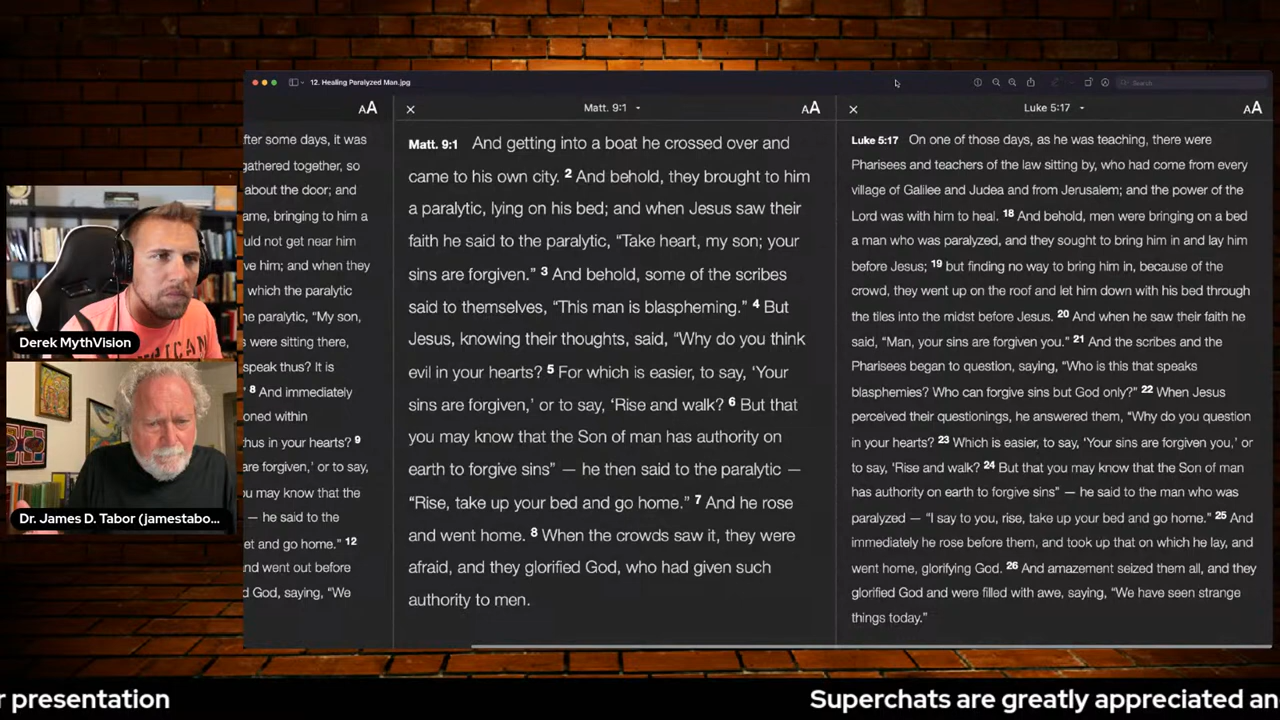 12. Healing Paralyzed Man.jpg
Search
AA
fter some days, it was
gathered together, so
about the door; and
ame, bringing to him a
uld not get near him
ve him; and when they
which the paralytic
he paralytic, "My son,
s were sitting there,
speak thus? It is
8 And immediately
oned within
thus in your hearts? 9
are forgiven,' or to say,
u may know that the
— he said to the
et and go home." 12
nd went out before
d God, saying, "We
Matt. 9:1
AA
Matt. 9:1 And getting into a boat he crossed over and
came to his own city. 2 And behold, they brought to him
a paralytic, lying on his bed; and when Jesus saw their
faith he said to the paralytic, "Take heart, my son; your
sins are forgiven." 3 And behold, some of the scribes
said to themselves, "This man is blaspheming." 4 But
Jesus, knowing their thoughts, said, "Why do you think
evil in your hearts? 5 For which is easier, to say, 'Your
sins are forgiven,' or to say, 'Rise and walk? 6 But that
you may know that the Son of man has authority on
earth to forgive sins" — he then said to the paralytic —
"Rise, take up your bed and go home." 7 And he rose
and went home. 8 When the crowds saw it, they were
afraid, and they glorified God, who had given such
authority to men.
Luke 5:17
AA
Luke 5:17 On one of those days, as he was teaching, there were
Pharisees and teachers of the law sitting by, who had come from every
village of Galilee and Judea and from Jerusalem; and the power of the
Lord was with him to heal. 18 And behold, men were bringing on a bed
a man who was paralyzed, and they sought to bring him in and lay him
before Jesus; 19 but finding no way to bring him in, because of the
crowd, they went up on the roof and let him down with his bed through
the tiles into the midst before Jesus. 20 And when he saw their faith he
said, "Man, your sins are forgiven you." 21 And the scribes and the
Pharisees began to question, saying, "Who is this that speaks
blasphemies? Who can forgive sins but God only?" 22 When Jesus
perceived their questionings, he answered them, "Why do you question
in your hearts? 23 Which is easier, to say, 'Your sins are forgiven you,' or
to say, 'Rise and walk? 24 But that you may know that the Son of man
has authority on earth to forgive sins" — he said to the man who was
paralyzed — "I say to you, rise, take up your bed and go home." 25 And
immediately he rose before them, and took up that on which he lay, and
went home, glorifying God. 26 And amazement seized them all, and they
glorified God and were filled with awe, saying, "We have seen strange
things today."
Derek MythVision
Dr. James D. Tabor (jamestabo...
r presentation
Superchats are greatly appreciated an